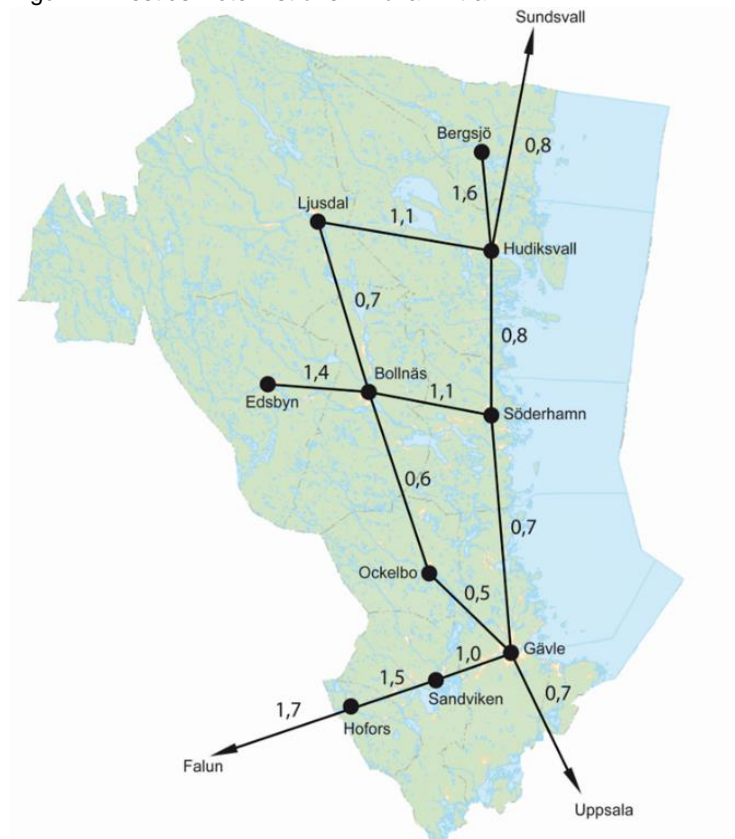 Sundsvall
Bergsjö
0,8
1,6
Ljusdal
1,1
Hudiksvall
0,7
0,8
1,4
Bollnäs
1,1
Edsbyn
Söderhamn
0,6
0,7
Ockelbo
0,5
1,0
Gävle
1,5
0,7
Sandviken
1,7
Hofors
Falun
Uppsala